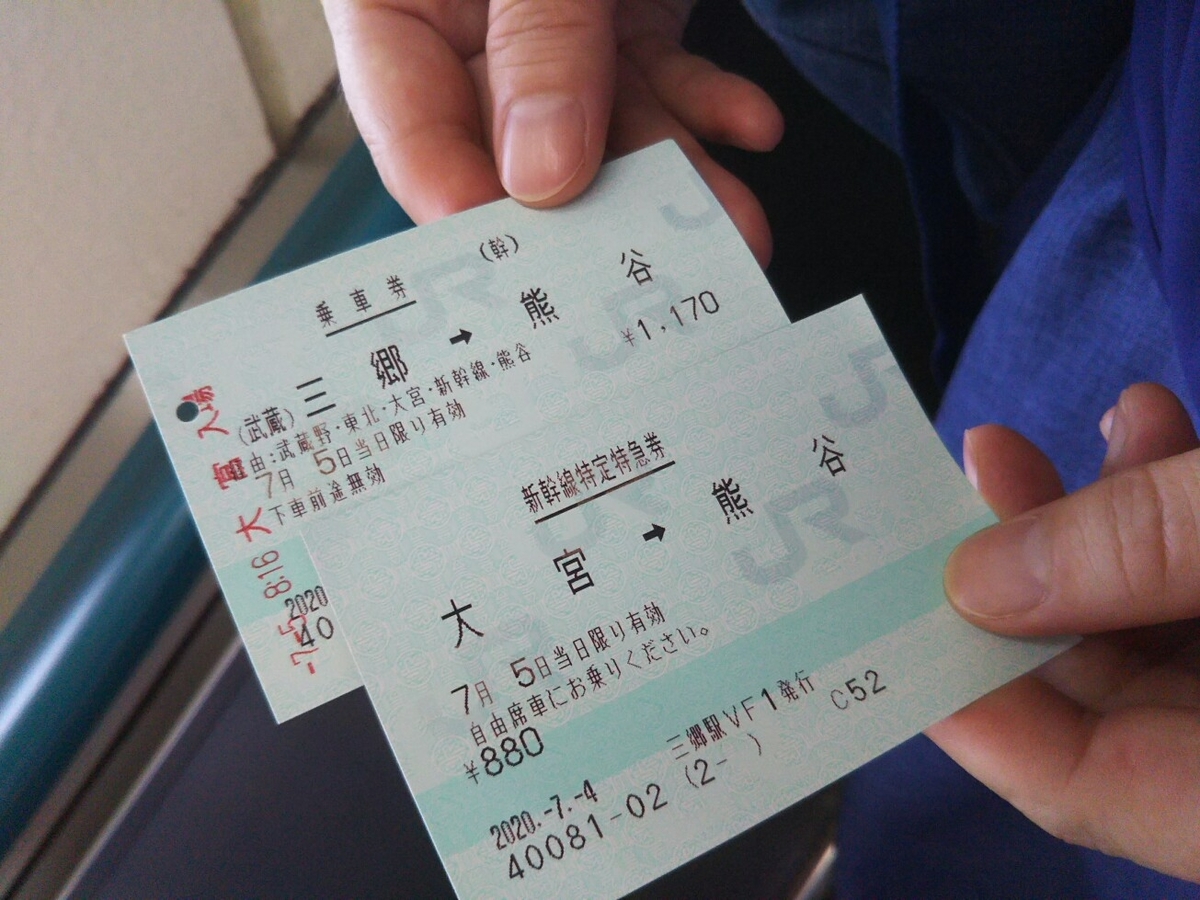 乗車券
(幹)
(武蔵)三郷 → 熊谷
¥1,170
由:武蔵野・東北・大宮・新幹線・熊谷
7月 5日当日限り有効
下車前途無効
2020
40
大宮 入場
-7.-5 8:16
JR
新幹線特定特急券
大宮 → 熊谷
7月 5日当日限り有効
自由席車にお乗りください。
¥880
2020.-7.-4 三郷駅VF1発行
40081-02 (2- ) C52